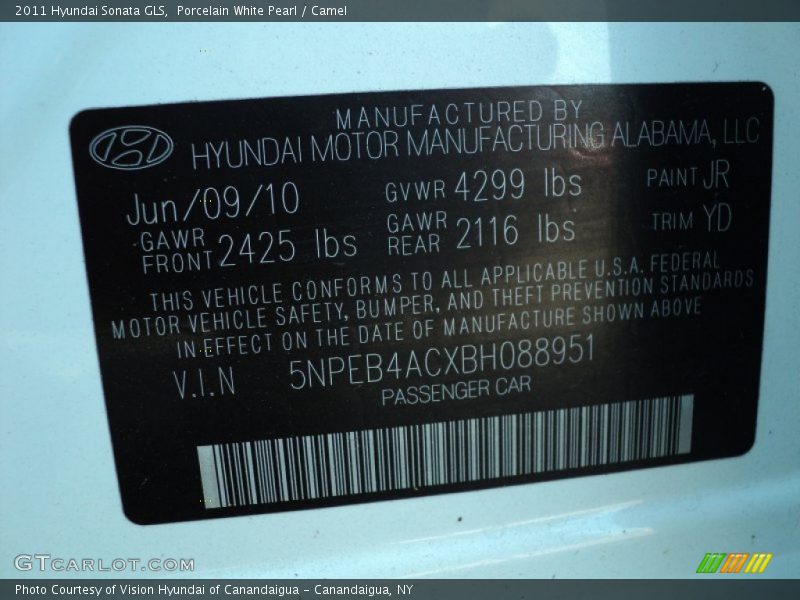 2011 Hyundai Sonata GLS,  Porcelain White Pearl / Camel
MANUFACTURED BY
HYUNDAI MOTOR MANUFACTURING ALABAMA, LLC
Jun/09/10 GVWR 4299 lbs PAINT JR
GAWR FRONT 2425 lbs GAWR REAR 2116 lbs TRIM YD
THIS VEHICLE CONFORMS TO ALL APPLICABLE U.S.A. FEDERAL
MOTOR VEHICLE SAFETY, BUMPER, AND THEFT PREVENTION STANDARDS
IN EFFECT ON THE DATE OF MANUFACTURE SHOWN ABOVE
V.I.N 5NPEB4ACXBH088951
PASSENGER CAR
GTCARLOT.COM
Photo Courtesy of Vision Hyundai of Canandaigua - Canandaigua, NY